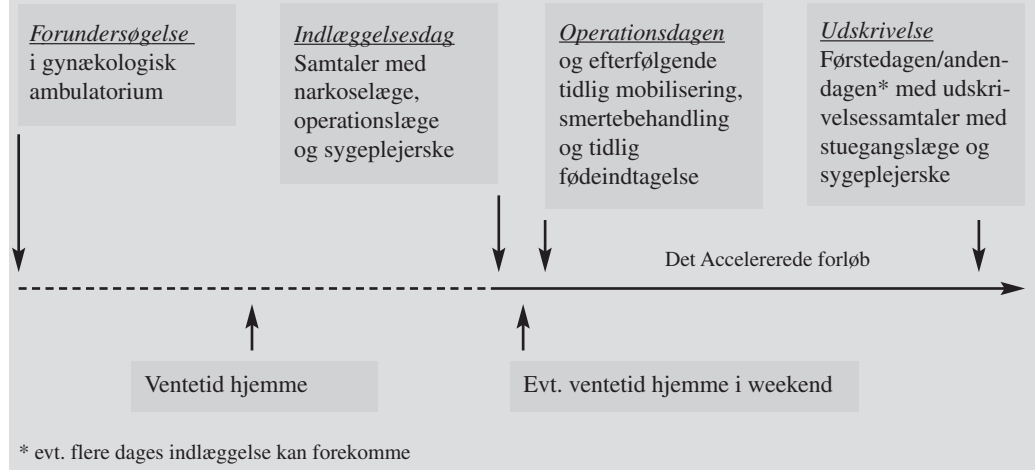 Forundersøgelse
i gynækologisk
ambulatorium
Indlæggelsesdag
Samtaler med
narkoselæge,
operationslæge
og sygeplejerske
Operationsdagen
og efterfølgende
tidlig mobilisering,
smertebehandling
og tidlig
fødeindtagelse
Udskrivelse
Førstedagen/anden-
dagen* med udskri-
velsessamtaler med
stuegangslæge og
sygeplejerske
Det Accelererede forløb
Ventetid hjemme
Evt. ventetid hjemme i weekend
* evt. flere dages indlæggelse kan forekomme